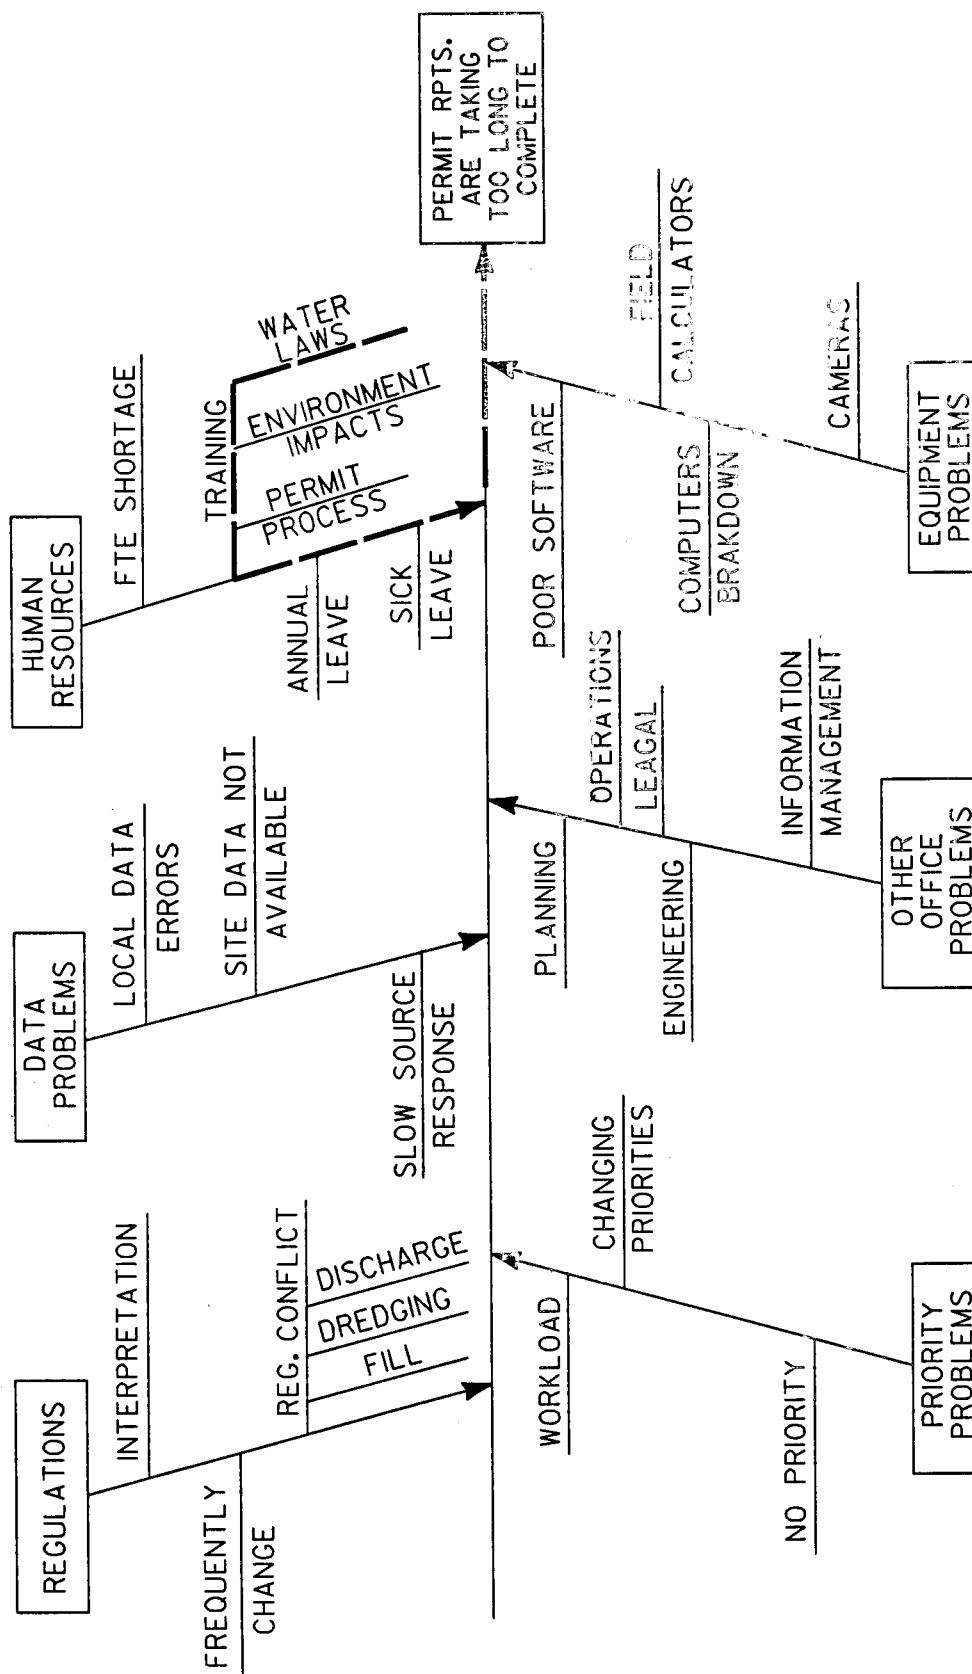 REGULATIONS
INTERPRETATION
FREQUENTLY
CHANGE
REG. CONFLICT
FILL
DREDGING
DISCHARGE
DATA
PROBLEMS
LOCAL DATA
ERRORS
SITE DATA NOT
AVAILABLE
SLOW SOURCE
RESPONSE
HUMAN
RESOURCES
FTE SHORTAGE
TRAINING
PERMIT
PROCESS
ENVIRONMENT
IMPACTS
WATER
LAWS
ANNUAL
LEAVE
SICK
LEAVE
PERMIT RPTS.
ARE TAKING
TOO LONG TO
COMPLETE
WORKLOAD
CHANGING
PRIORITIES
NO PRIORITY
PRIORITY
PROBLEMS
PLANNING
OPERATIONS
LEAGAL
ENGINEERING
INFORMATION
MANAGEMENT
OTHER
OFFICE
PROBLEMS
POOR SOFTWARE
FIELD
CALCULATORS
COMPUTERS
BRAKDOWN
CAMERAS
EQUIPMENT
PROBLEMS